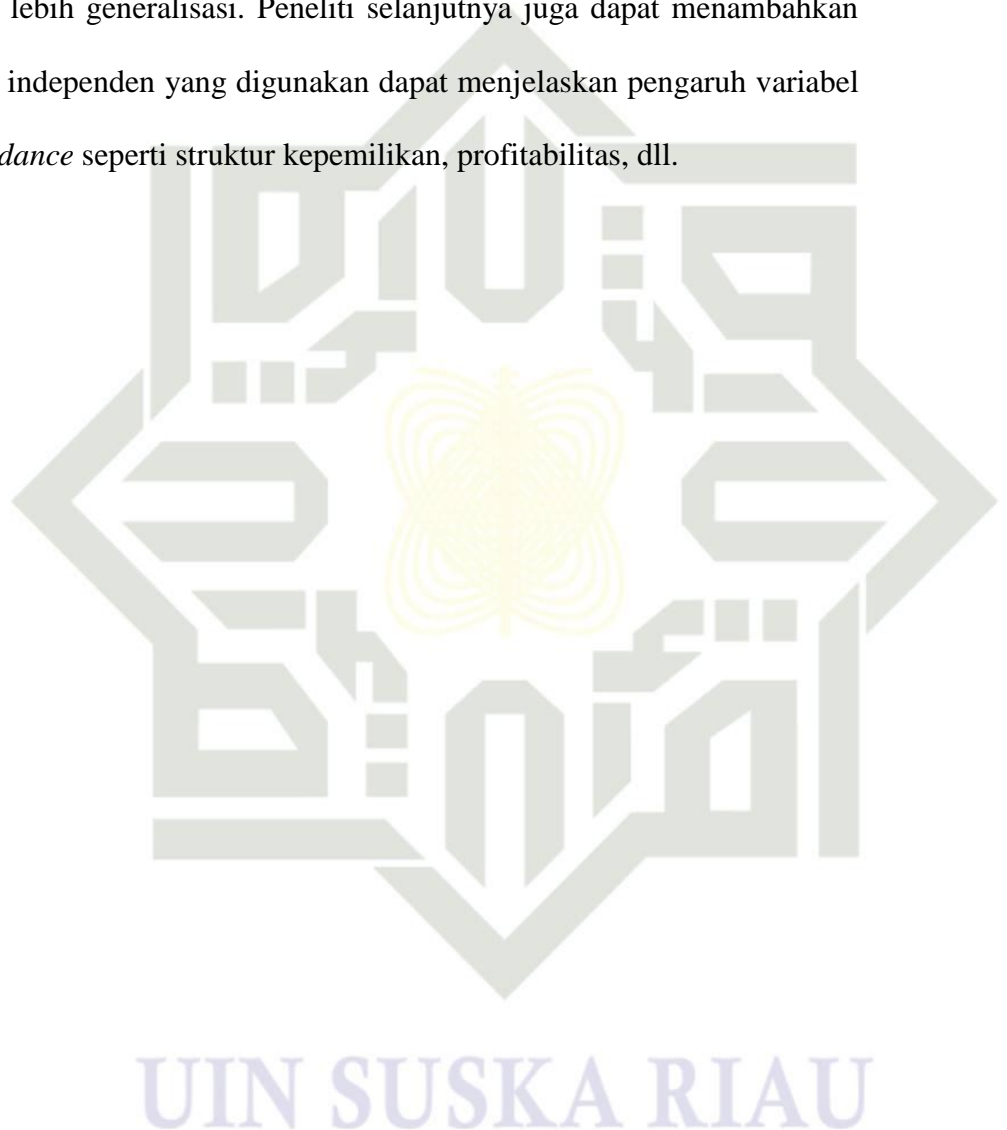 lebih generalisasi. Peneliti selanjutnya juga dapat menambahkan
independen yang digunakan dapat menjelaskan pengaruh variabel
dance seperti struktur kepemilikan, profitabilitas, dll.
UIN SUSKA RIAU